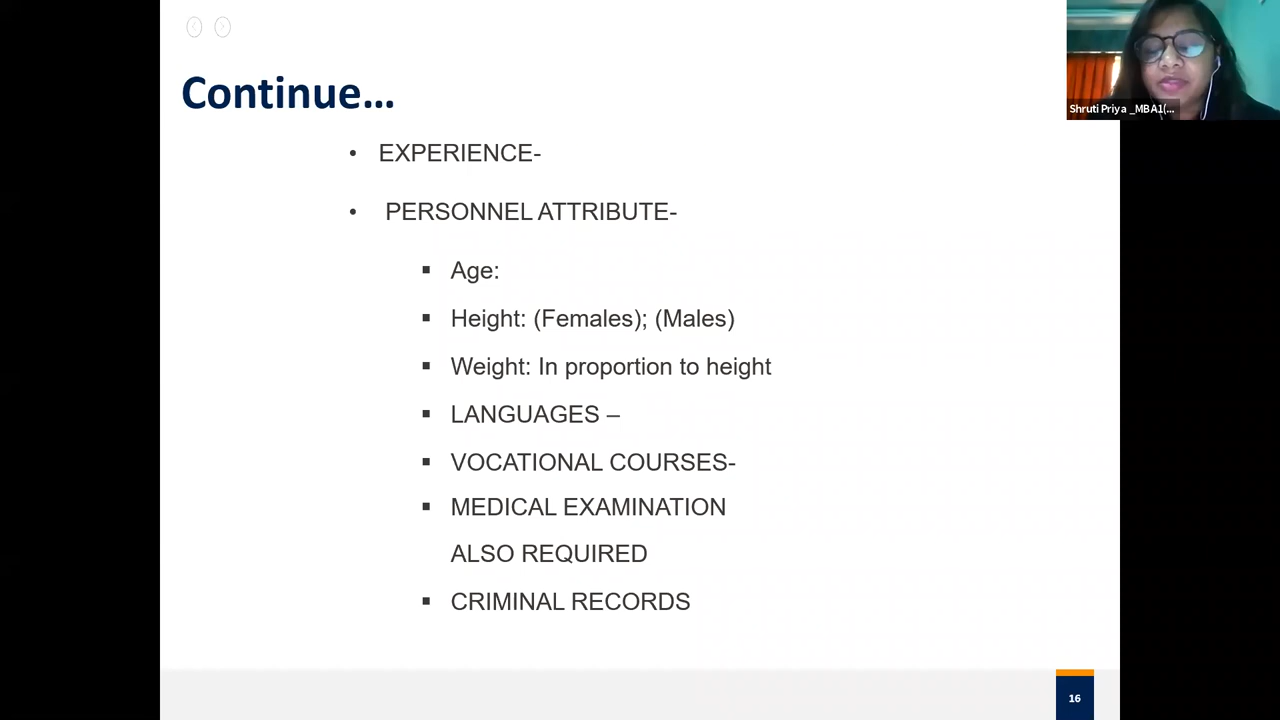 Continue...
• EXPERIENCE-
• PERSONNEL ATTRIBUTE-
▪ Age:
▪ Height: (Females); (Males)
▪ Weight: In proportion to height
▪ LANGUAGES –
▪ VOCATIONAL COURSES-
▪ MEDICAL EXAMINATION
ALSO REQUIRED
▪ CRIMINAL RECORDS
16
Shruti Priya _MBA1(...